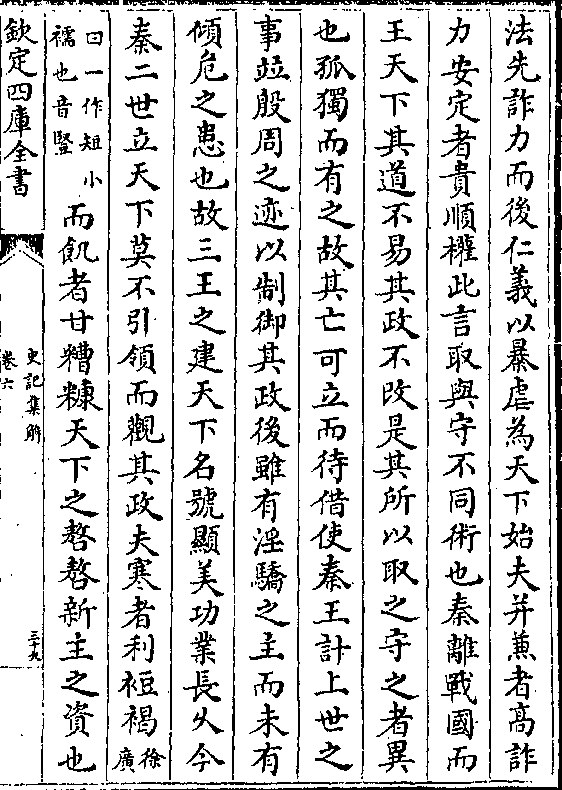 法先詐力而後仁義以暴虐為天下始夫并兼者髙詐
力安定者貴順權此言取與守不同術也秦離戰國而
王天下其道不易其政不改是其所以取之守之者異
也孤獨而有之故其亡可立而待借使秦王計上世之
事並殷周之迹以制御其政後雖有淫驕之主而未有
傾危之患也故三王之建天下名號顯美功業長久今
秦二世立天下莫不引領而觀其政夫寒者利裋褐徐廣
曰一作短小襦也音豎而飢者甘糟糠天下之嗸嗸新主之資也
欽定四庫全書
史記集解
卷六
三十九